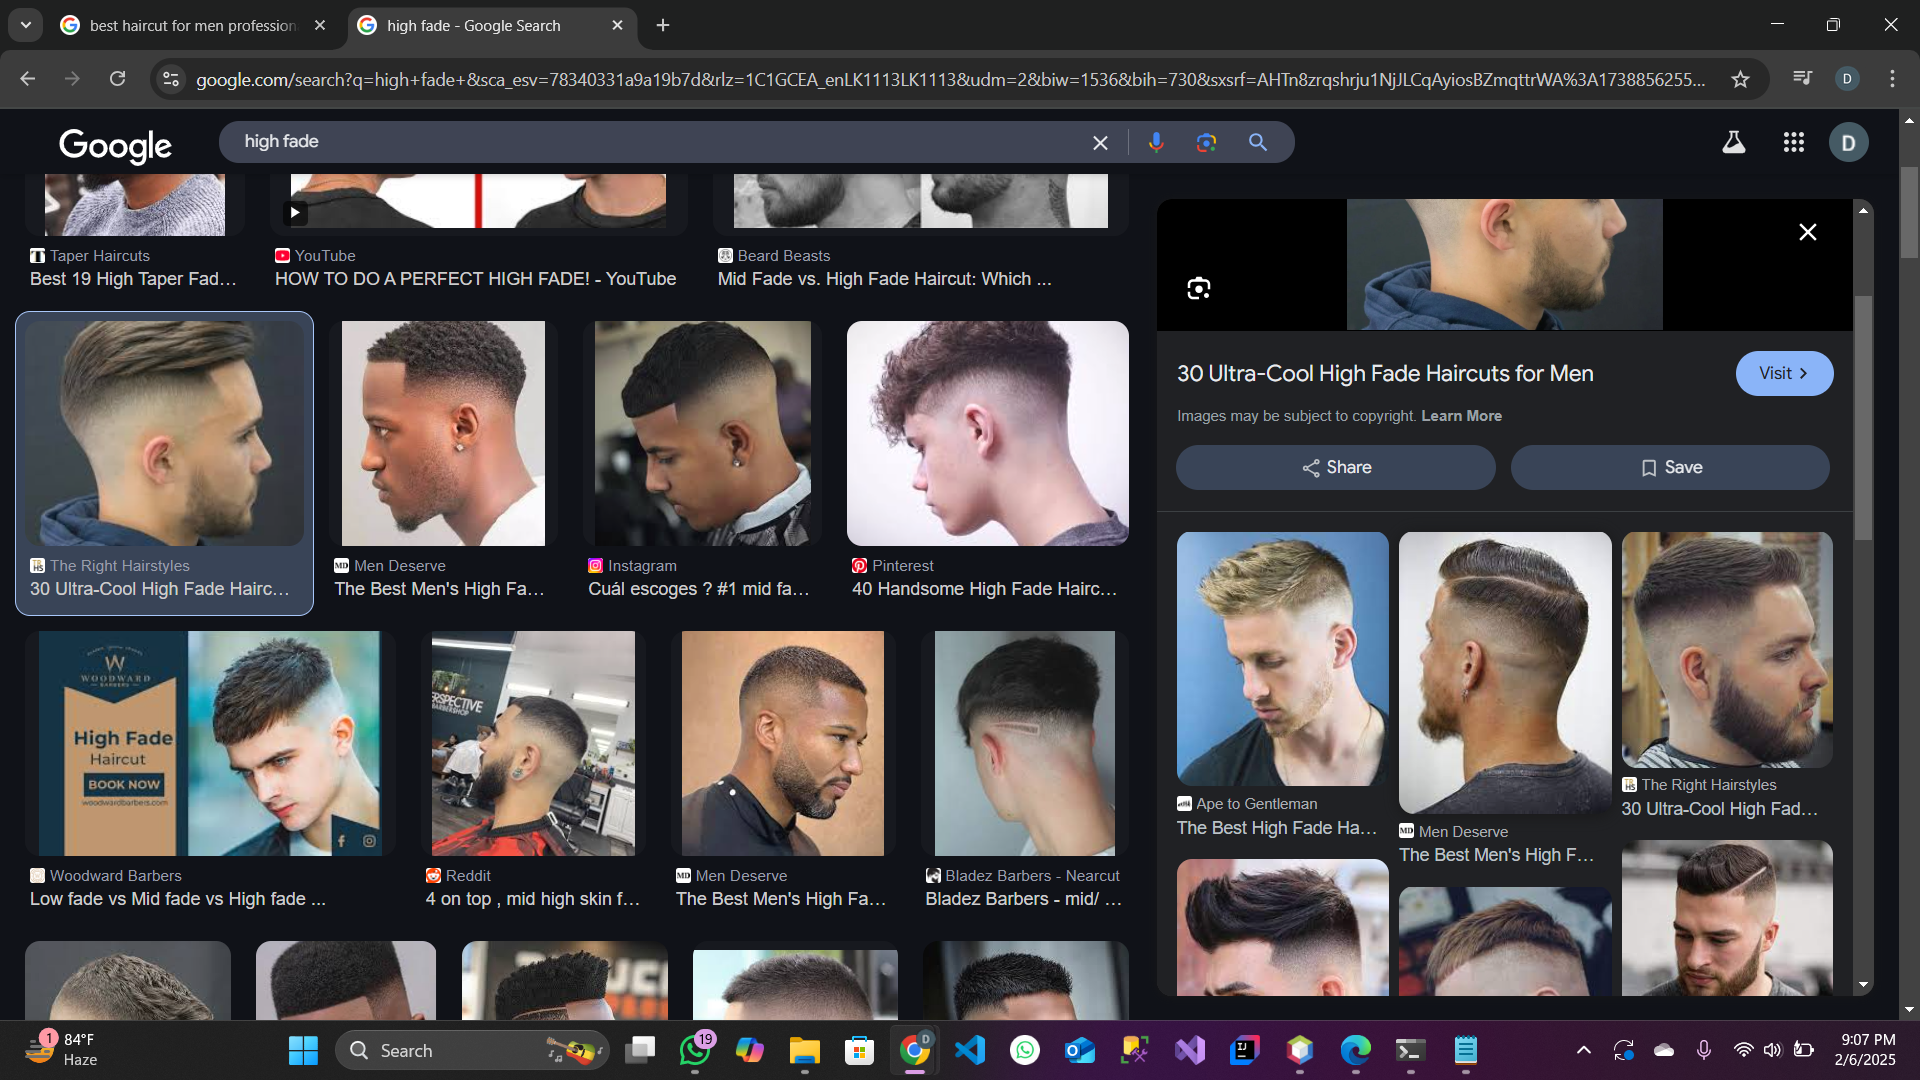 best haircut for men profession
high fade - Google Search
google.com/search?q=high+fade+&sca_esv=78340331a9a19b7d&rlz=1C1GCEA_enLK1113LK1113&udm=2&biw=1536&bih=730&sxsrf=AHTn8zrqshrju1NjJLCqAyiosBZmqttrWA%3A1738856255...
D
Google
high fade
D
Taper Haircuts
Best 19 High Taper Fad...
YouTube
HOW TO DO A PERFECT HIGH FADE! - YouTube
Beard Beasts
Mid Fade vs. High Fade Haircut: Which ...
The Right Hairstyles
30 Ultra-Cool High Fade Hairc...
MD Men Deserve
The Best Men's High Fa...
Instagram
Cuál escoges ? #1 mid fa...
Pinterest
40 Handsome High Fade Hairc...
W
WOODWARD
BARBERS
High Fade
Haircut
BOOK NOW
woodwardbarbers.com
Woodward Barbers
Low fade vs Mid fade vs High fade ...
PERSPECTIVE
BARBERSHOP
Reddit
4 on top , mid high skin f...
MD Men Deserve
The Best Men's High Fa...
Bladez Barbers - Nearcut
Bladez Barbers - mid/ ...
30 Ultra-Cool High Fade Haircuts for Men
Visit
Images may be subject to copyright. Learn More
Share
Save
Ape to Gentleman
The Best High Fade Ha...
MD Men Deserve
The Best Men's High F...
The Right Hairstyles
30 Ultra-Cool High Fad...
1
84°F
Haze
Search
19
D
IJ
9:07 PM
2/6/2025